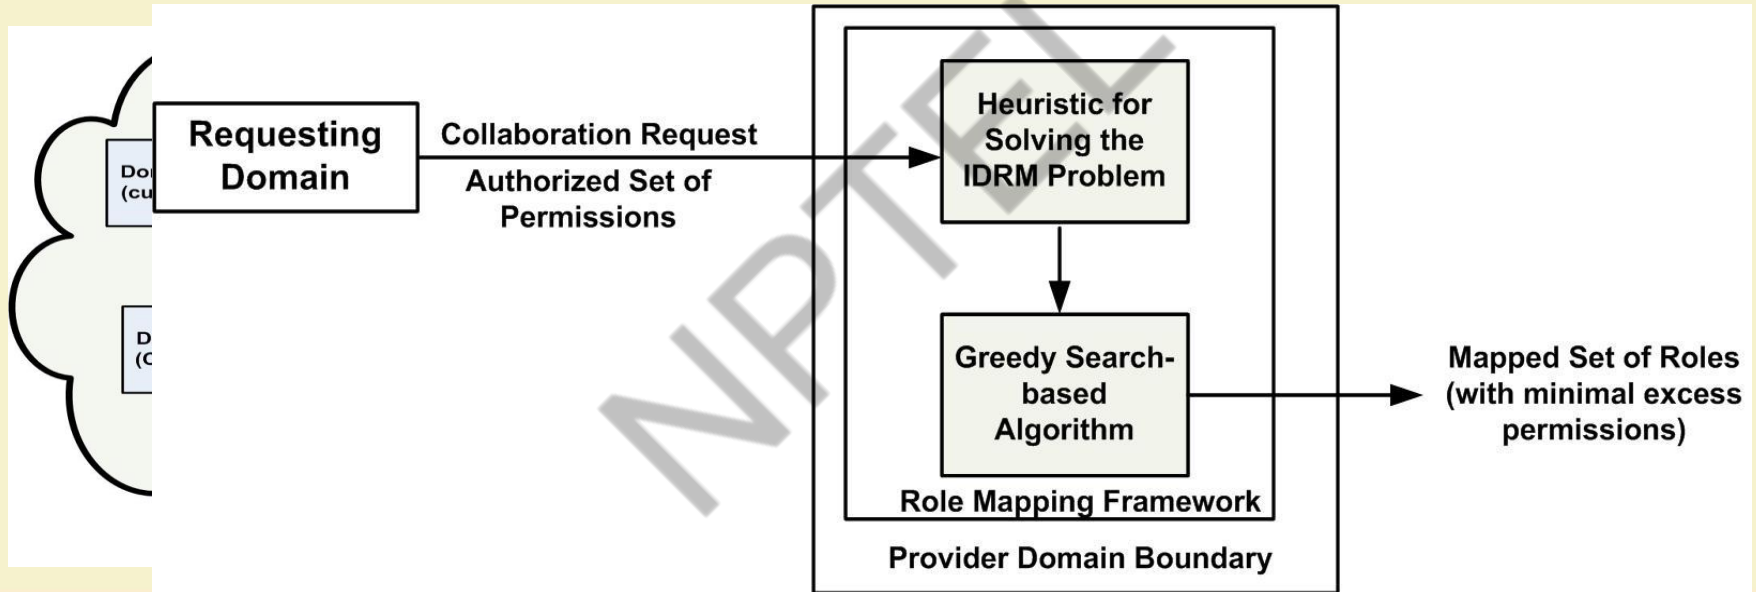 Requesting
Domain
Collaboration Request
Authorized Set of
Permissions
Heuristic for
Solving the
IDRM Problem
Greedy Search-
based
Algorithm
Role Mapping Framework
Provider Domain Boundary
Mapped Set of Roles
(with minimal excess
permissions)
NPTEL